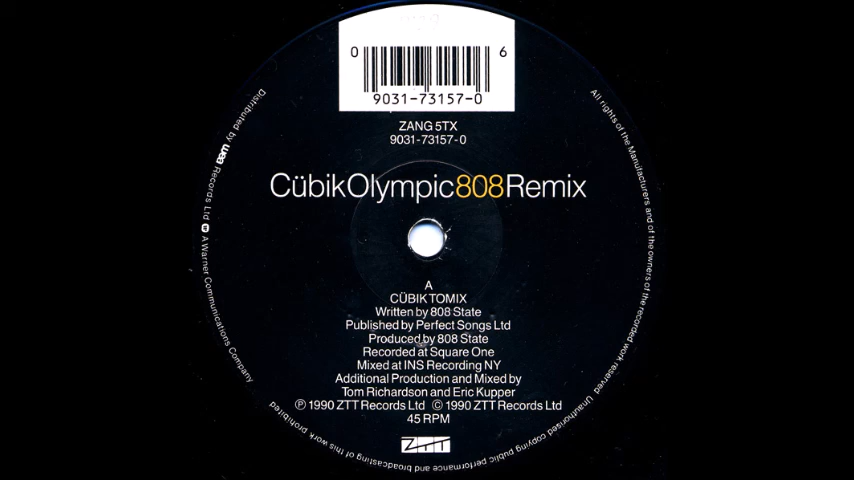 0 6
9031-73157-0
ZANG 5TX
9031-73157-0
CübikOlympic808Remix
A
CÜBIK TOMIX
Written by 808 State
Published by Perfect Songs Ltd
Produced by 808 State
Recorded at Square One
Mixed at INS Recording NY
Additional Production and Mixed by
Tom Richardson and Eric Kupper
Ⓟ 1990 ZTT Records Ltd © 1990 ZTT Records Ltd
45 RPM
ZTT
All rights of the Manufacturers and of the owners of the recorded work reserved Unauthorised copying public performance and broadcasting of this work prohibited
Distributed by eam Records Ltd A Warner Communications Company